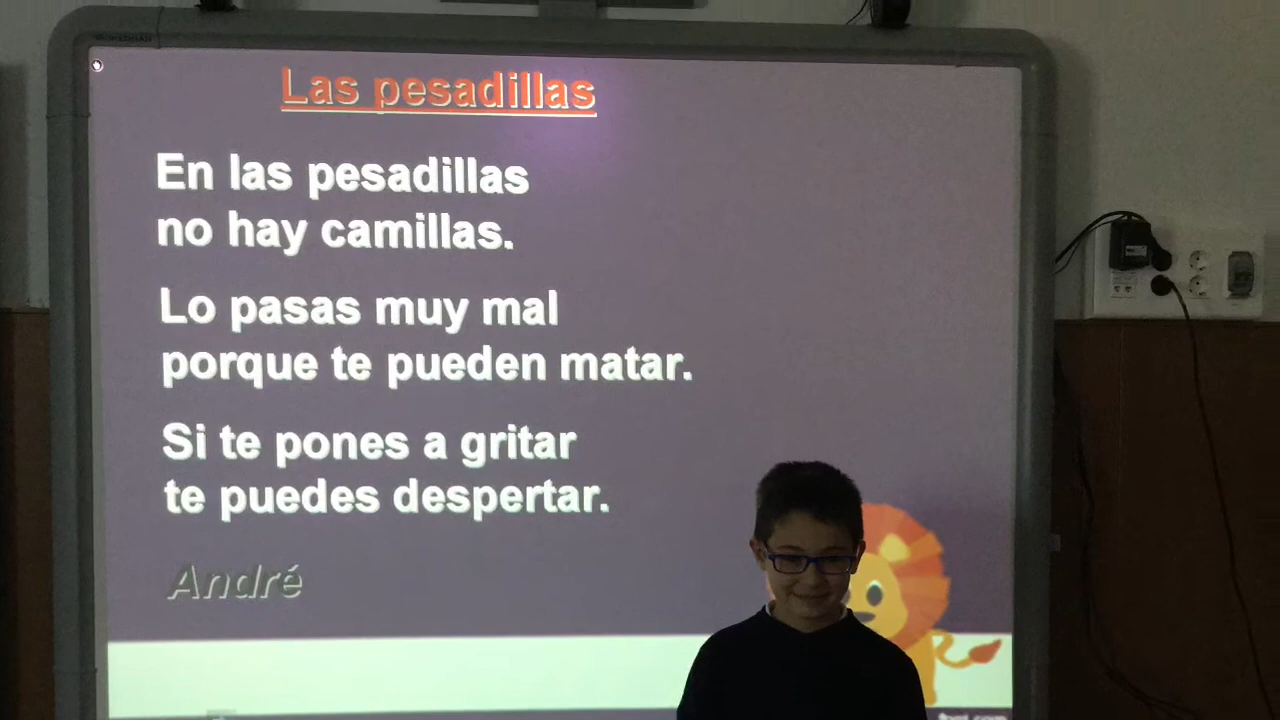 Las pesadillas
En las pesadillas
no hay camillas.
Lo pasas muy mal
porque te pueden matar.
Si te pones a gritar
te puedes despertar.
André